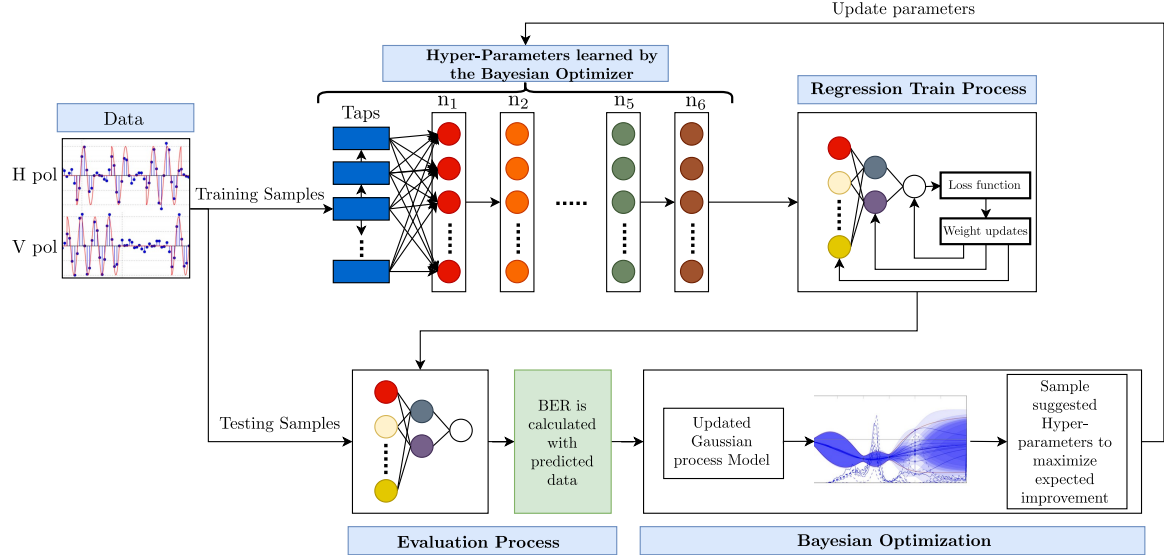 Update parameters
Hyper-Parameters learned by
the Bayesian Optimizer
Regression Train Process
Data
Taps
n1
n2
n5
n6
H pol
V pol
Training Samples
.....
Loss function
Weight updates
Testing Samples
BER is
calculated
with
predicted
data
Updated
Gaussian
process Model
Sample
suggested
Hyper-
parameters to
maximize
expected
improvement
Evaluation Process
Bayesian Optimization